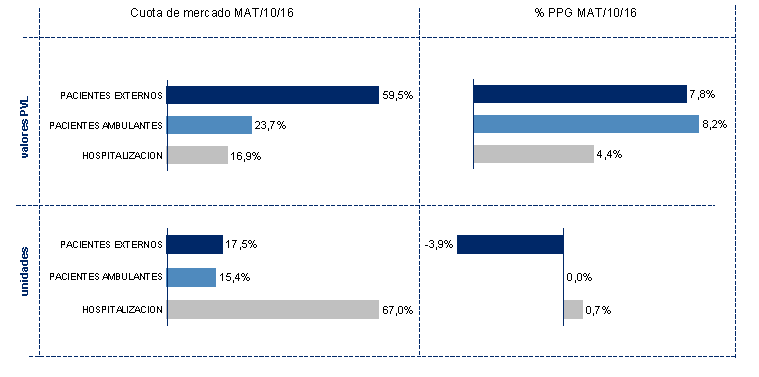 Cuota de mercado MAT/10/16
% PPG MAT/10/16
valores PVL
PACIENTES EXTERNOS 59,5% 7,8%
PACIENTES AMBULANTES 23,7% 8,2%
HOSPITALIZACION 16,9% 4,4%
unidades
PACIENTES EXTERNOS 17,5% -3,9%
PACIENTES AMBULANTES 15,4% 0,0%
HOSPITALIZACION 67,0% 0,7%